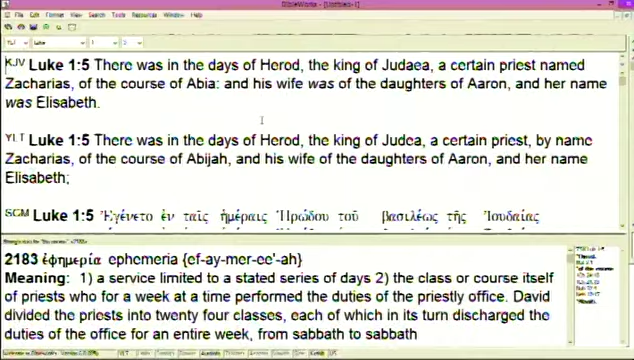 BibleWorks
File Edit Format View Search Tools Resources Window Help
YLT Luke 1
KJV Luke 1:5 There was in the days of Herod, the king of Judaea, a certain priest named
Zacharias, of the course of Abia: and his wife was of the daughters of Aaron, and her name
was Elisabeth.
YLT Luke 1:5 There was in the days of Herod, the king of Judea, a certain priest, by name
Zacharias, of the course of Abijah, and his wife of the daughters of Aaron, and her name
Elisabeth;
SGM Luke 1:5 Ἐγένετο ἐν ταῖς ἡμέραις Ἡρῴδου τοῦ βασιλέως τῆς Ἰουδαίας
2183 ἐφημερία ephemeria {ef-ay-mer-ee'-ah}
Meaning: 1) a service limited to a stated series of days 2) the class or course itself
of priests who for a week at a time performed the duties of the priestly office. David
divided the priests into twenty four classes, each of which in its turn discharged the
duties of the office for an entire week, from sabbath to sabbath